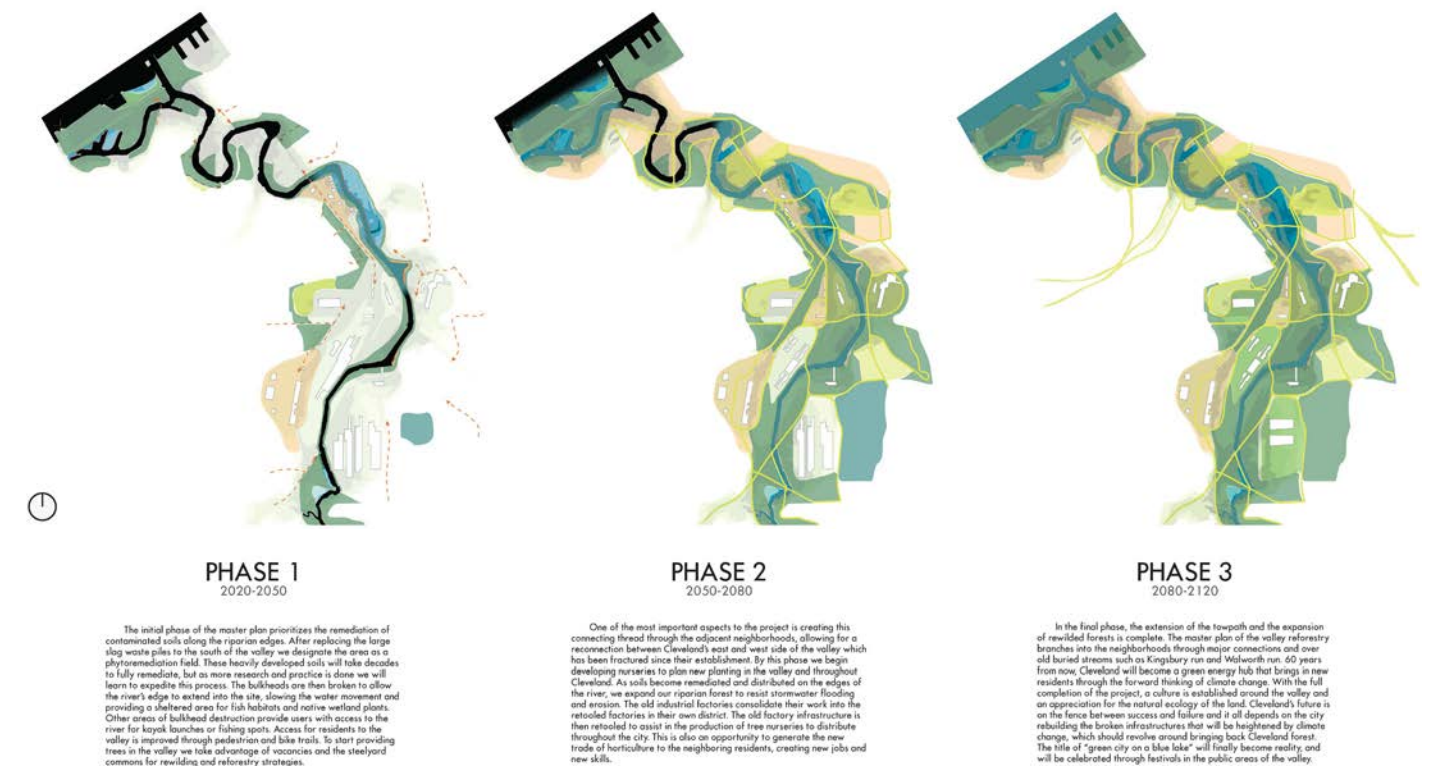 PHASE 1
2020-2050
The initial phase of the master plan prioritizes the remediation of
contaminated soils along the riparian edges. After replacing the large
slag waste piles to the south of the valley we designate the area as a
phytoremediation field. These heavily developed soils will take decades
to fully remediate, but as more research and practice is done we will
learn to expedite this process. The bulkheads are then broken to allow
the river's edge to extend into the site, slowing the water movement and
providing a sheltered area for fish habitats and native wetland plants.
Other areas of bulkhead destruction provide users with access to the
river for kayak launches or fishing spots. Access for residents to the
valley is improved through pedestrian and bike trails. To start providing
trees in the valley we take advantage of vacancies and the steelyard
commons for rewilding and reforestry strategies.
PHASE 2
2050-2080
One of the most important aspects to the project is creating this
connecting thread through the adjacent neighborhoods, allowing for a
reconnection between Cleveland's east and west side of the valley which
has been fractured since their establishment. By this phase we begin
developing nurseries to plan new planting in the valley and throughout
Cleveland. As soils become remediated and distributed on the edges of
the river, we expand our riparian forest to resist stormwater flooding
and erosion. The old industrial factories consolidate their work into the
retooled factories in their own district. The old factory infrastructure is
then retooled to assist in the production of tree nurseries to distribute
throughout the city. This is also an opportunity to generate the new
trade of horticulture to the neighboring residents, creating new jobs and
new skills.
PHASE 3
2080-2120
In the final phase, the extension of the towpath and the expansion
of rewilded forests is complete. The master plan of the valley reforestry
branches into the neighborhoods through major connections and over
old buried streams such as Kingsbury run and Walworth run. 60 years
from now, Cleveland will become a green energy hub that brings in new
residents through the forward thinking of climate change. With the full
completion of the project, a culture is established around the valley and
an appreciation for the natural ecology of the land. Cleveland's future is
on the fence between success and failure and it all depends on the city
rebuilding the broken infrastructures that will be heightened by climate
change, which should revolve around bringing back Cleveland forest.
The title of "green city on a blue lake" will finally become reality, and
will be celebrated through festivals in the public areas of the valley.